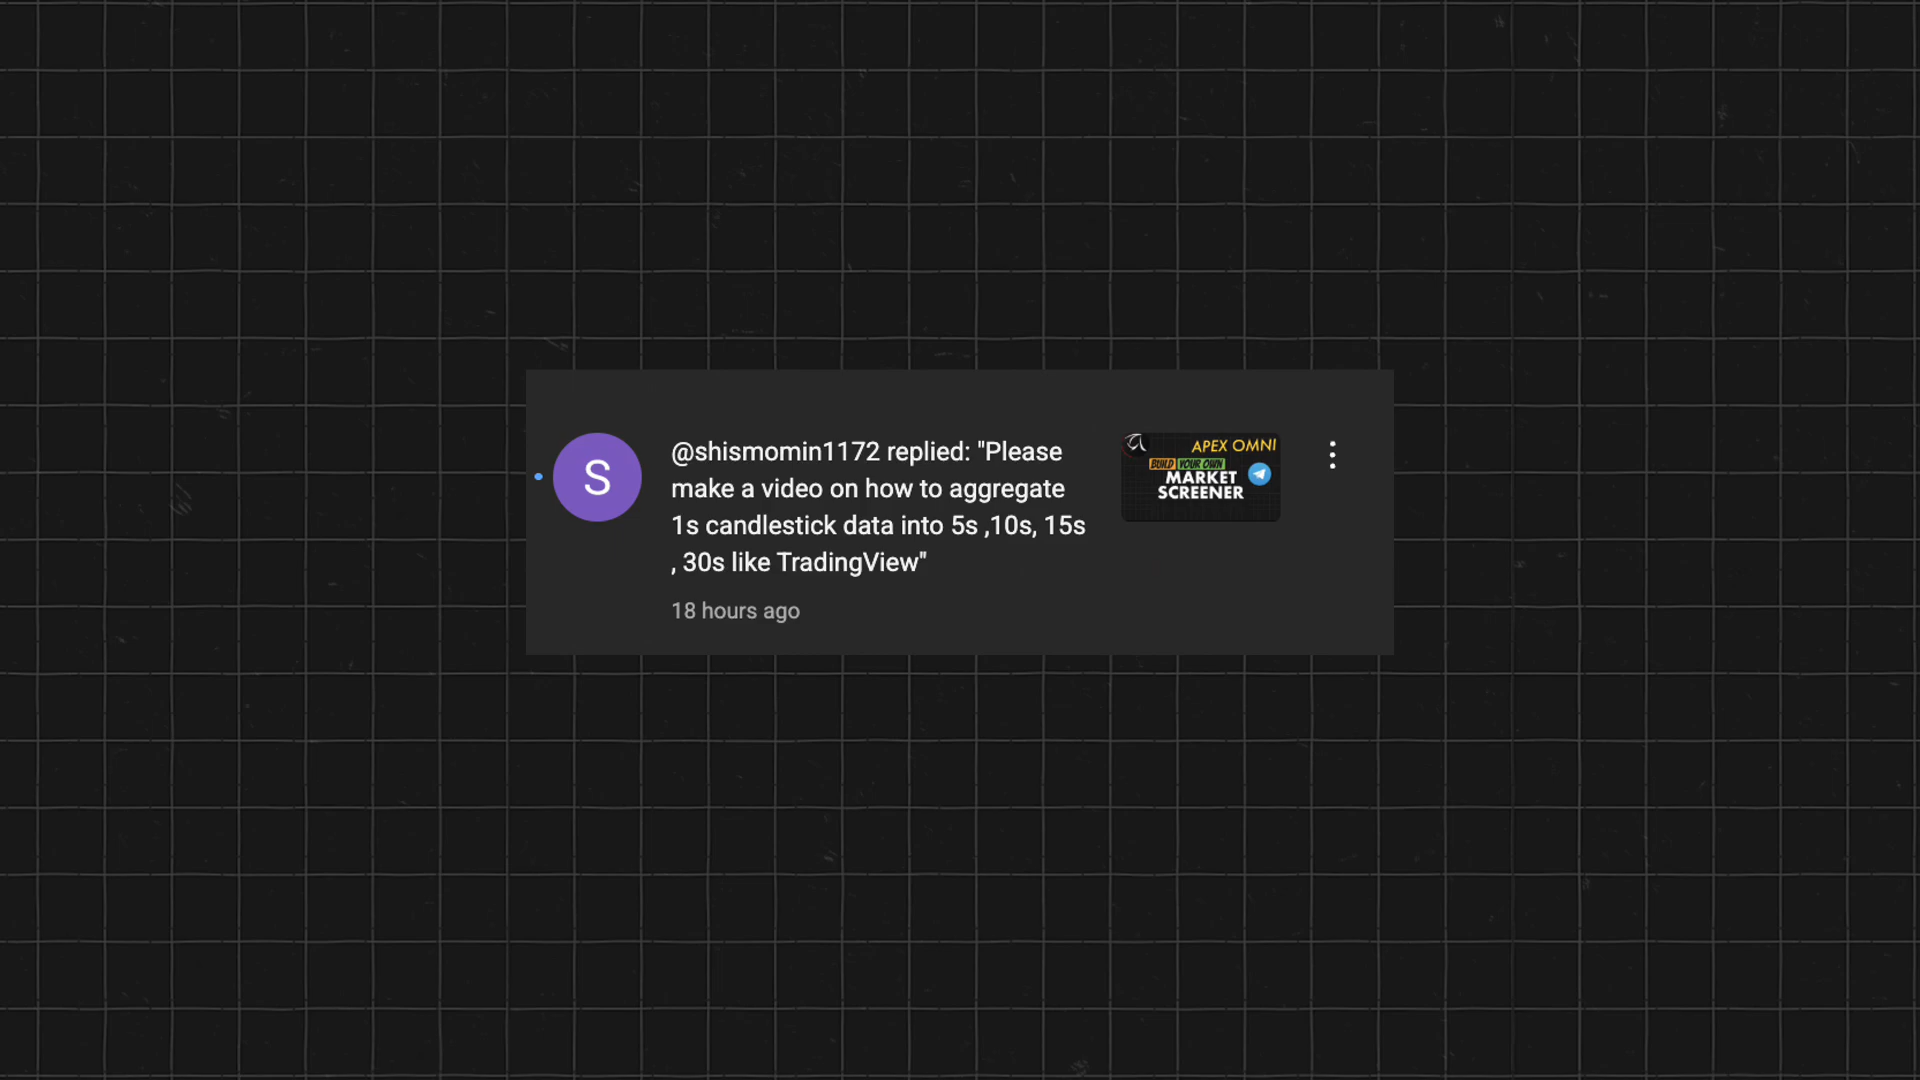 S
@shismomin1172 replied: "Please
make a video on how to aggregate
1s candlestick data into 5s ,10s, 15s
, 30s like TradingView"
18 hours ago
APEX OMNI
BUILD YOUR OWN
MARKET
SCREENER